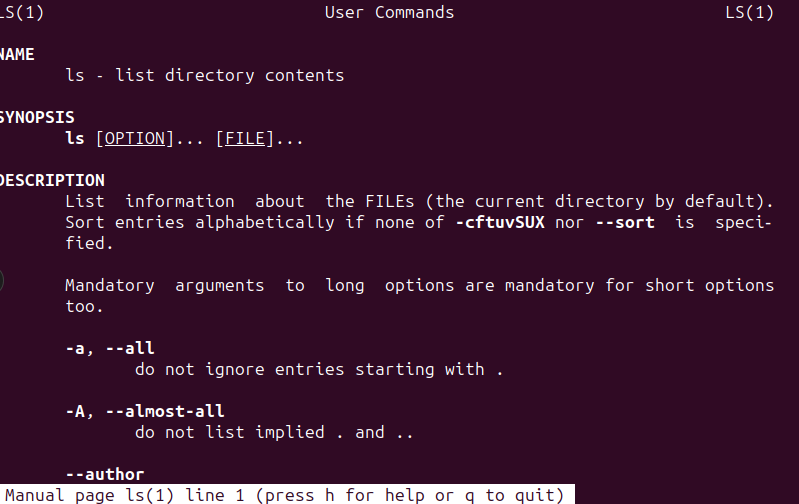 LS(1) User Commands LS(1)
NAME
ls - list directory contents
SYNOPSIS
ls [OPTION]... [FILE]...
DESCRIPTION
List information about the FILEs (the current directory by default).
Sort entries alphabetically if none of -cftuvSUX nor --sort is speci-
fied.
Mandatory arguments to long options are mandatory for short options
too.
-a, --all
do not ignore entries starting with .
-A, --almost-all
do not list implied . and ..
--author
Manual page ls(1) line 1 (press h for help or q to quit)